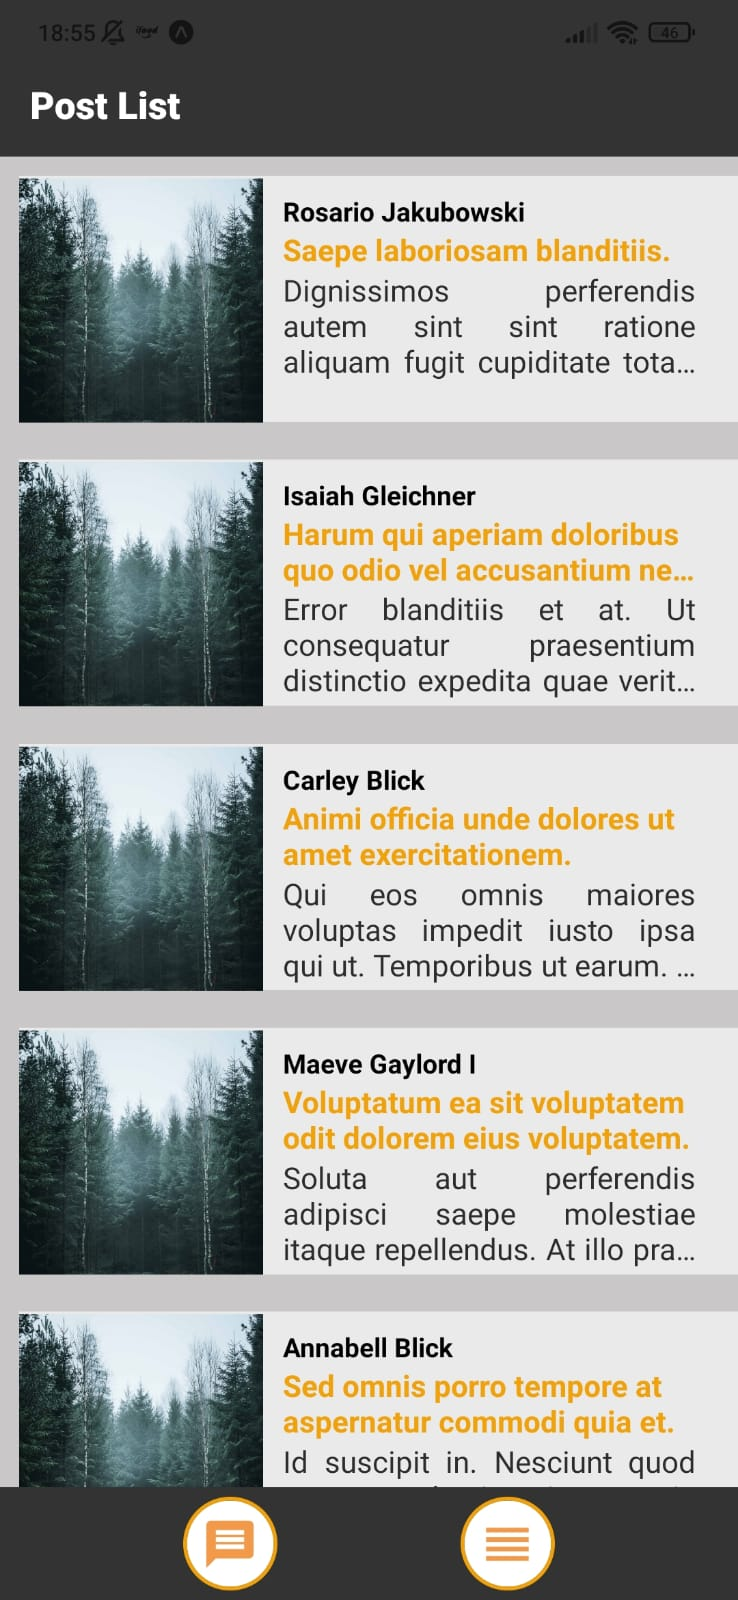 18:55 ifood 46
Post List
Rosario Jakubowski
Saepe laboriosam blanditiis.
Dignissimos perferendis
autem sint sint ratione
aliquam fugit cupiditate tota...
Isaiah Gleichner
Harum qui aperiam doloribus
quo odio vel accusantium ne...
Error blanditiis et at. Ut
consequatur praesentium
distinctio expedita quae verit...
Carley Blick
Animi officia unde dolores ut
amet exercitationem.
Qui eos omnis maiores
voluptas impedit iusto ipsa
qui ut. Temporibus ut earum. ...
Maeve Gaylord I
Voluptatum ea sit voluptatem
odit dolorem eius voluptatem.
Soluta aut perferendis
adipisci saepe molestiae
itaque repellendus. At illo pra...
Annabell Blick
Sed omnis porro tempore at
aspernatur commodi quia et.
Id suscipit in. Nesciunt quod